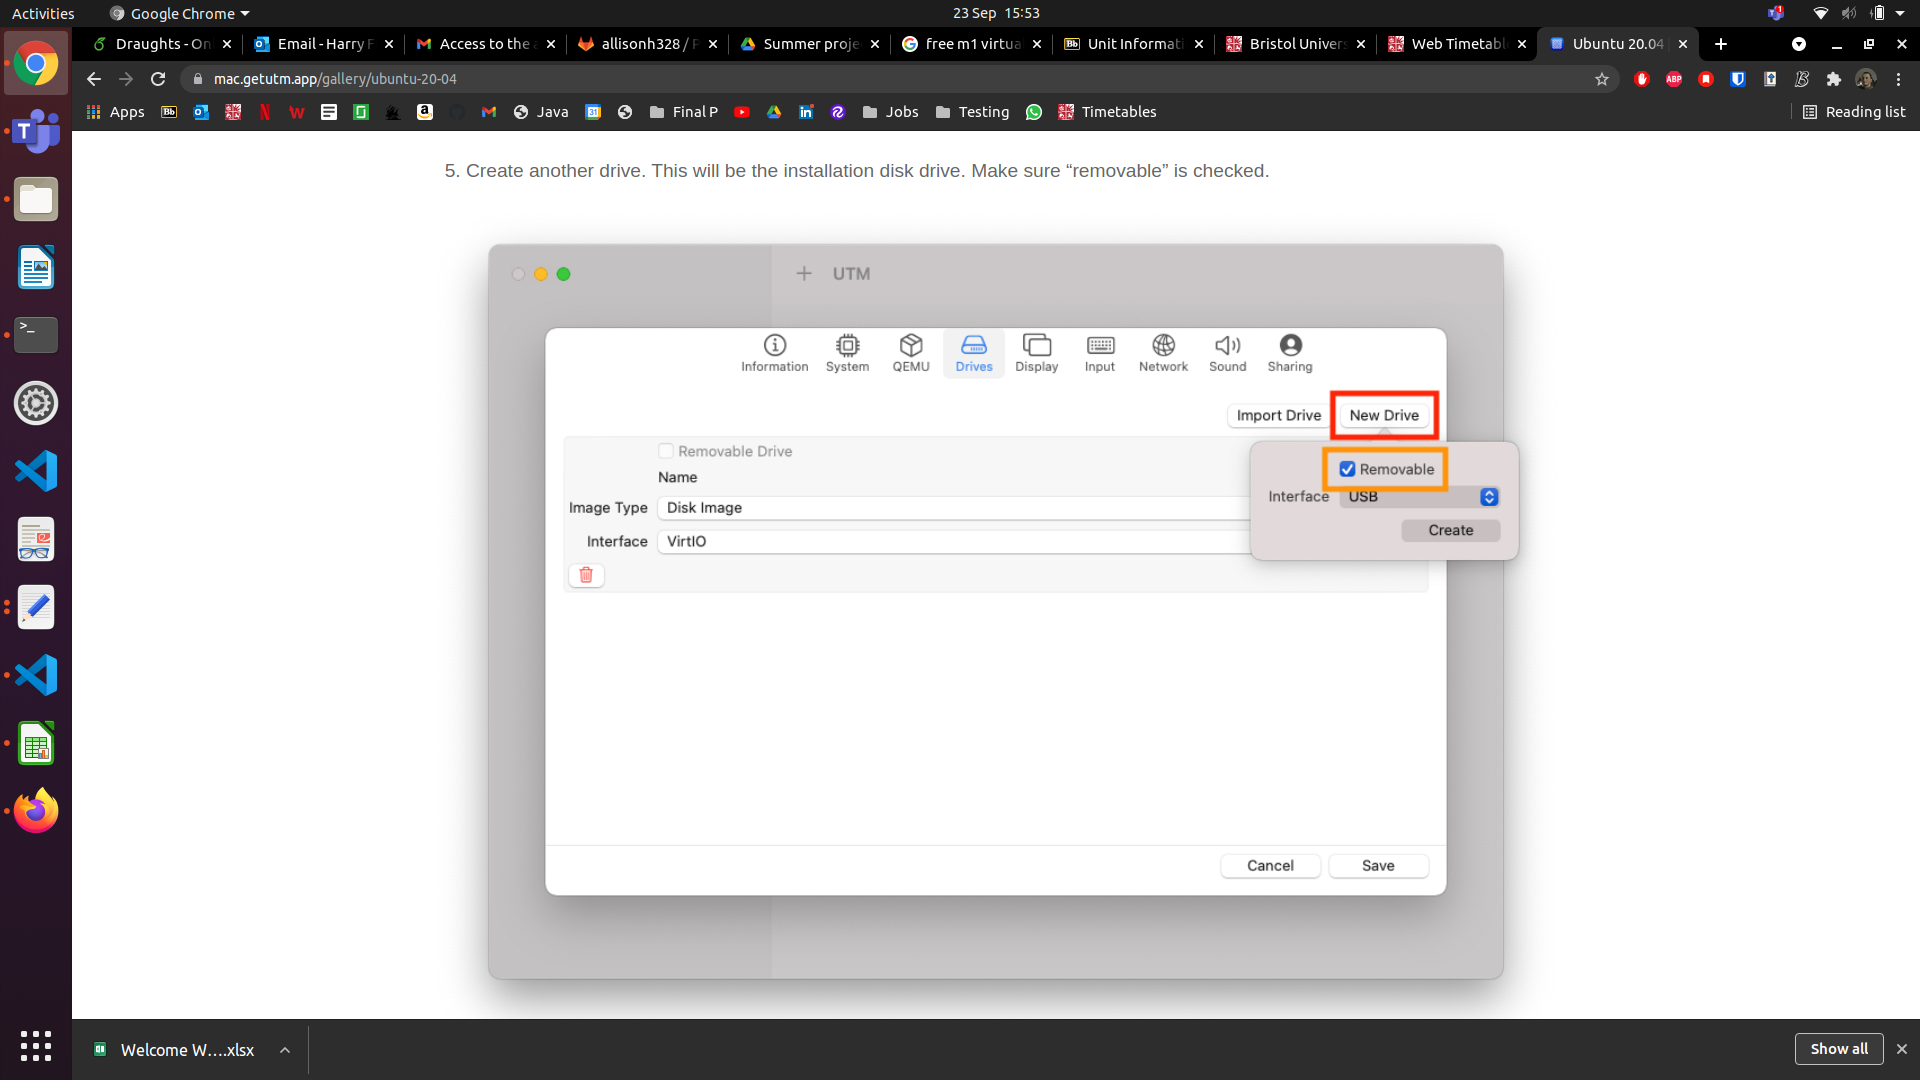 Activities
Google Chrome
23 Sep 15:53
Draughts - On
Email - Harry F
Access to the a
allisonh328 / P
Summer proje
free m1 virtua
Unit Informati
Bristol Univers
Web Timetabl
Ubuntu 20.04
mac.getutm.app/gallery/ubuntu-20-04
ABP
Apps
Bb
Java
31
Final P
Jobs
Testing
Timetables
Reading list
5. Create another drive. This will be the installation disk drive. Make sure “removable” is checked.
UTM
Information
System
QEMU
Drives
Display
Input
Network
Sound
Sharing
Import Drive
New Drive
Removable Drive
Removable
Name
Interface
USB
Image Type
Disk Image
Create
Interface
VirtIO
Cancel
Save
Welcome W….xlsx
Show all